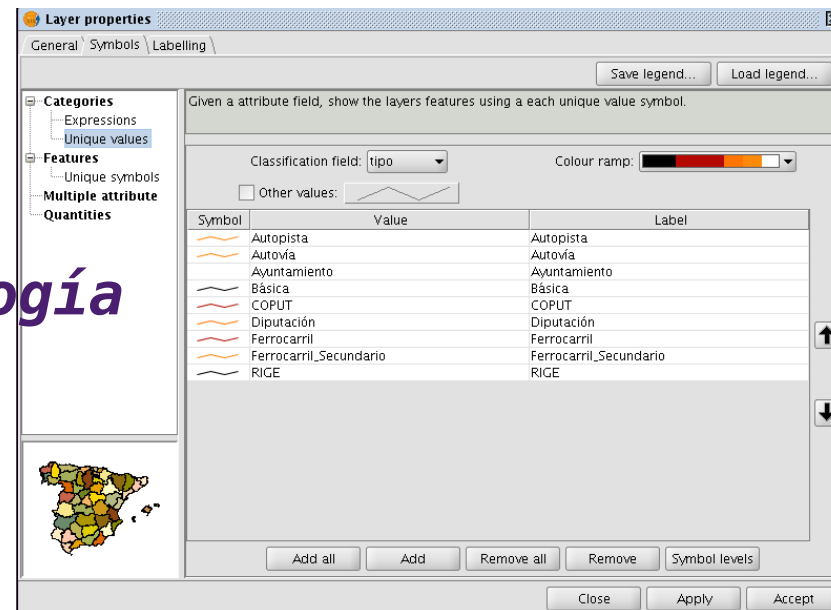 Layer properties
General Symbols Labelling
Save legend... Load legend...
Categories
Expressions
Unique values
Features
Unique symbols
Multiple attribute
Quantities
Given a attribute field, show the layers features using a each unique value symbol.
Classification field: tipo Colour ramp:
Other values:
Symbol Value Label
Autopista Autopista
Autovía Autovía
Ayuntamiento Ayuntamiento
Básica Básica
COPUT COPUT
Diputación Diputación
Ferrocarril Ferrocarril
Ferrocarril_Secundario Ferrocarril_Secundario
RIGE RIGE
ogía
Add all Add Remove all Remove Symbol levels
Close Apply Accept